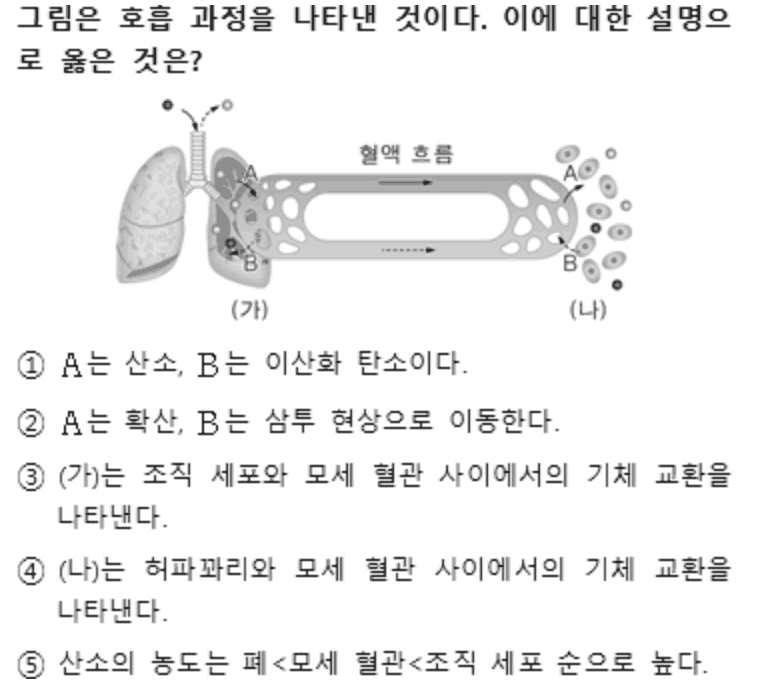 그림은 호흡 과정을 나타낸 것이다. 이에 대한 설명으
로 옳은 것은?
혈액 흐름
A
A
B
B
(가)
(나)
① A는 산소, B는 이산화 탄소이다.
② A는 확산, B는 삼투 현상으로 이동한다.
③ (가)는 조직 세포와 모세 혈관 사이에서의 기체 교환을
나타낸다.
④ (나)는 허파꽈리와 모세 혈관 사이에서의 기체 교환을
나타낸다.
⑤ 산소의 농도는 폐<모세 혈관<조직 세포 순으로 높다.